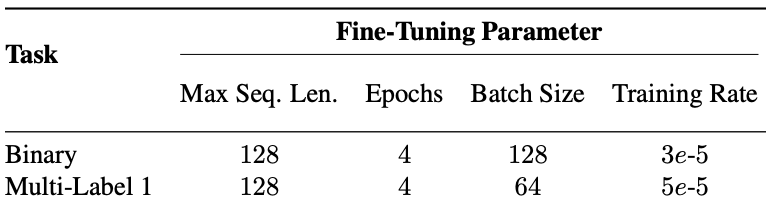 Fine-Tuning Parameter
Task
Max Seq. Len. Epochs Batch Size Training Rate
Binary 128 4 128 3e-5
Multi-Label 1 128 4 64 5e-5